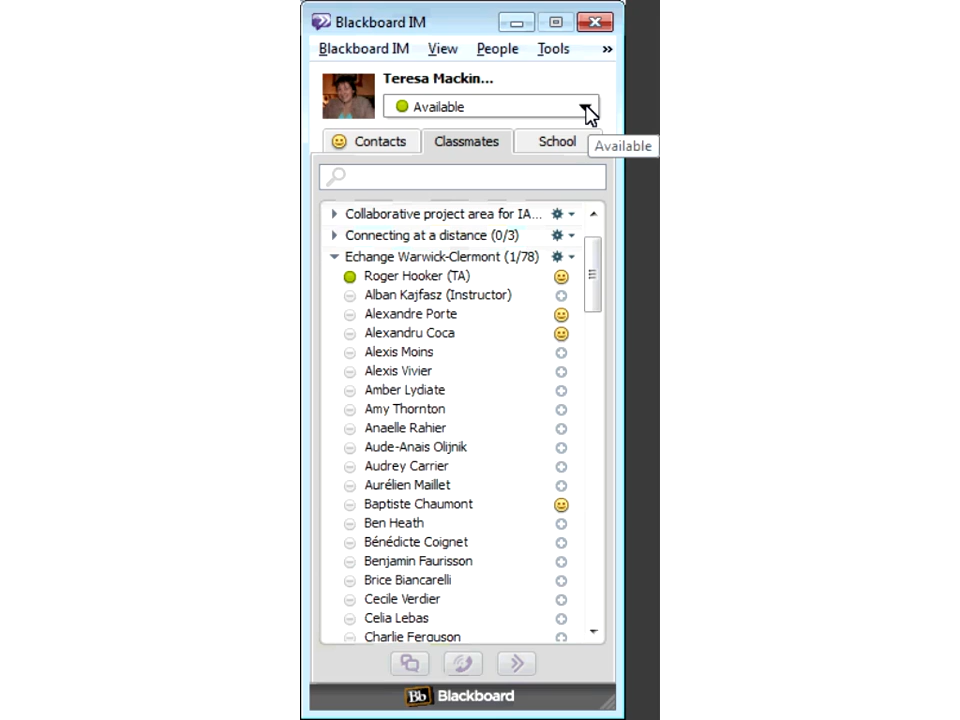 Blackboard IM
Blackboard IM View People Tools »
Teresa Mackin...
Available
Contacts Classmates School
Available
Collaborative project area for IA...
Connecting at a distance (0/3)
Echange Warwick-Clermont (1/78)
Roger Hooker (TA)
Alban Kajfasz (Instructor)
Alexandre Porte
Alexandru Coca
Alexis Moins
Alexis Vivier
Amber Lydiate
Amy Thornton
Anaelle Rahier
Aude-Anais Olijnik
Audrey Carrier
Aurélien Maillet
Baptiste Chaumont
Ben Heath
Bénédicte Coignet
Benjamin Faurisson
Brice Biancarelli
Cecile Verdier
Celia Lebas
Charlie Ferguson
Bb Blackboard